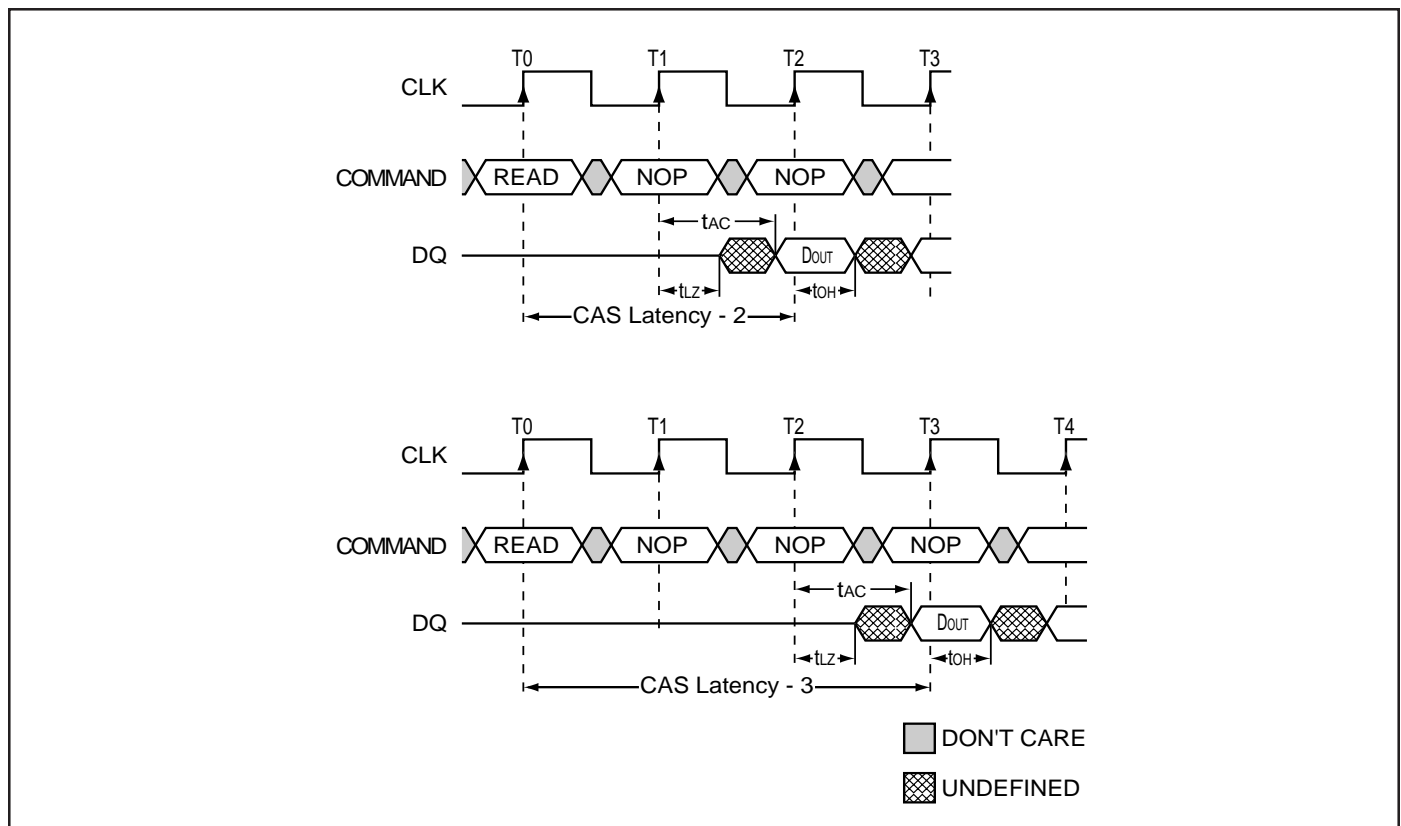 T0 T1 T2 T3
CLK
COMMAND READ NOP NOP
tAC
DQ DOUT
tLZ tOH
CAS Latency - 2
T0 T1 T2 T3 T4
CLK
COMMAND READ NOP NOP NOP
tAC
DQ DOUT
tLZ tOH
CAS Latency - 3
DON'T CARE
UNDEFINED